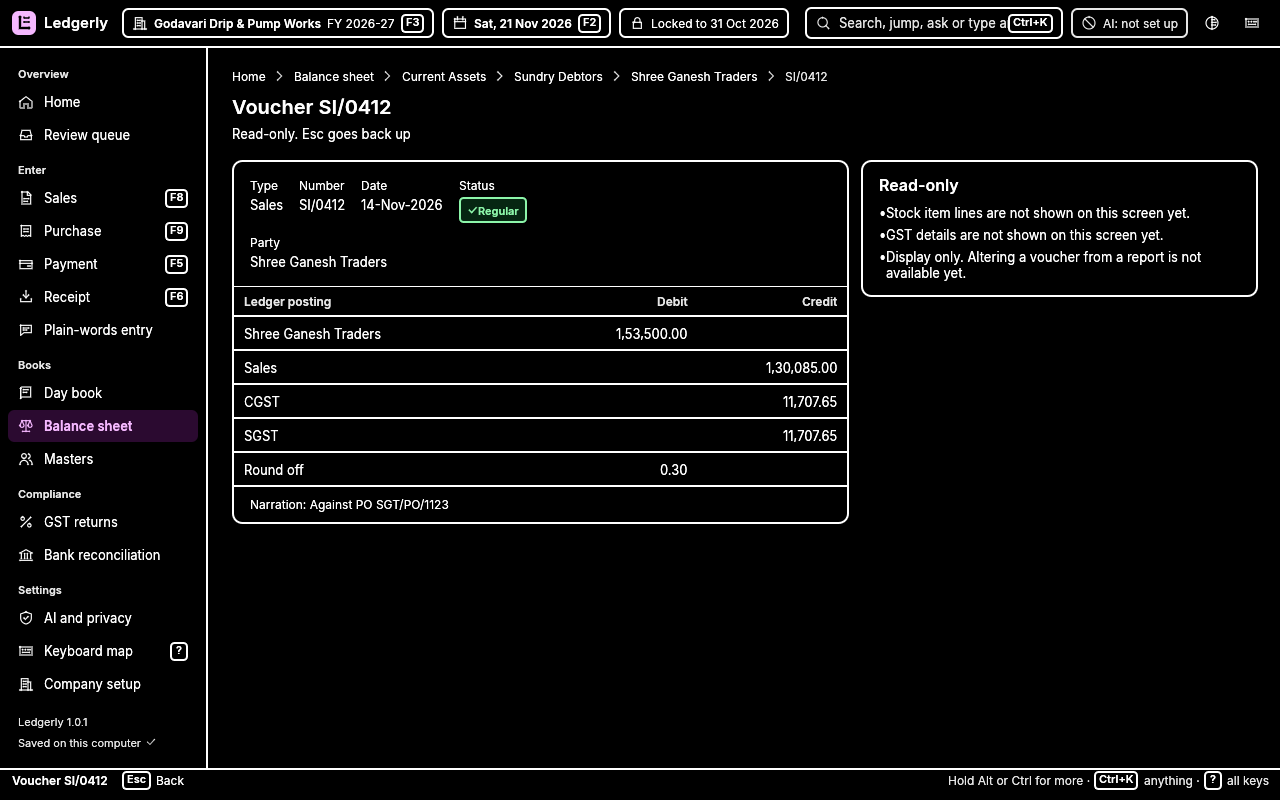 Ledgerly
Godavari Drip & Pump Works FY 2026-27 F3
Sat, 21 Nov 2026 F2
Locked to 31 Oct 2026
Search, jump, ask or type a Ctrl+K
AI: not set up
Overview
Home
Review queue
Enter
Sales F8
Purchase F9
Payment F5
Receipt F6
Plain-words entry
Books
Day book
Balance sheet
Masters
Compliance
GST returns
Bank reconciliation
Settings
AI and privacy
Keyboard map ?
Company setup
Ledgerly 1.0.1
Saved on this computer
Home > Balance sheet > Current Assets > Sundry Debtors > Shree Ganesh Traders > SI/0412
Voucher SI/0412
Read-only. Esc goes back up
Type Number Date Status
Sales SI/0412 14-Nov-2026 Regular
Party
Shree Ganesh Traders
Ledger posting Debit Credit
Shree Ganesh Traders 1,53,500.00
Sales 1,30,085.00
CGST 11,707.65
SGST 11,707.65
Round off 0.30
Narration: Against PO SGT/PO/1123
Read-only
•Stock item lines are not shown on this screen yet.
•GST details are not shown on this screen yet.
•Display only. Altering a voucher from a report is not
available yet.
Voucher SI/0412 Esc Back
Hold Alt or Ctrl for more · Ctrl+K anything · ? all keys